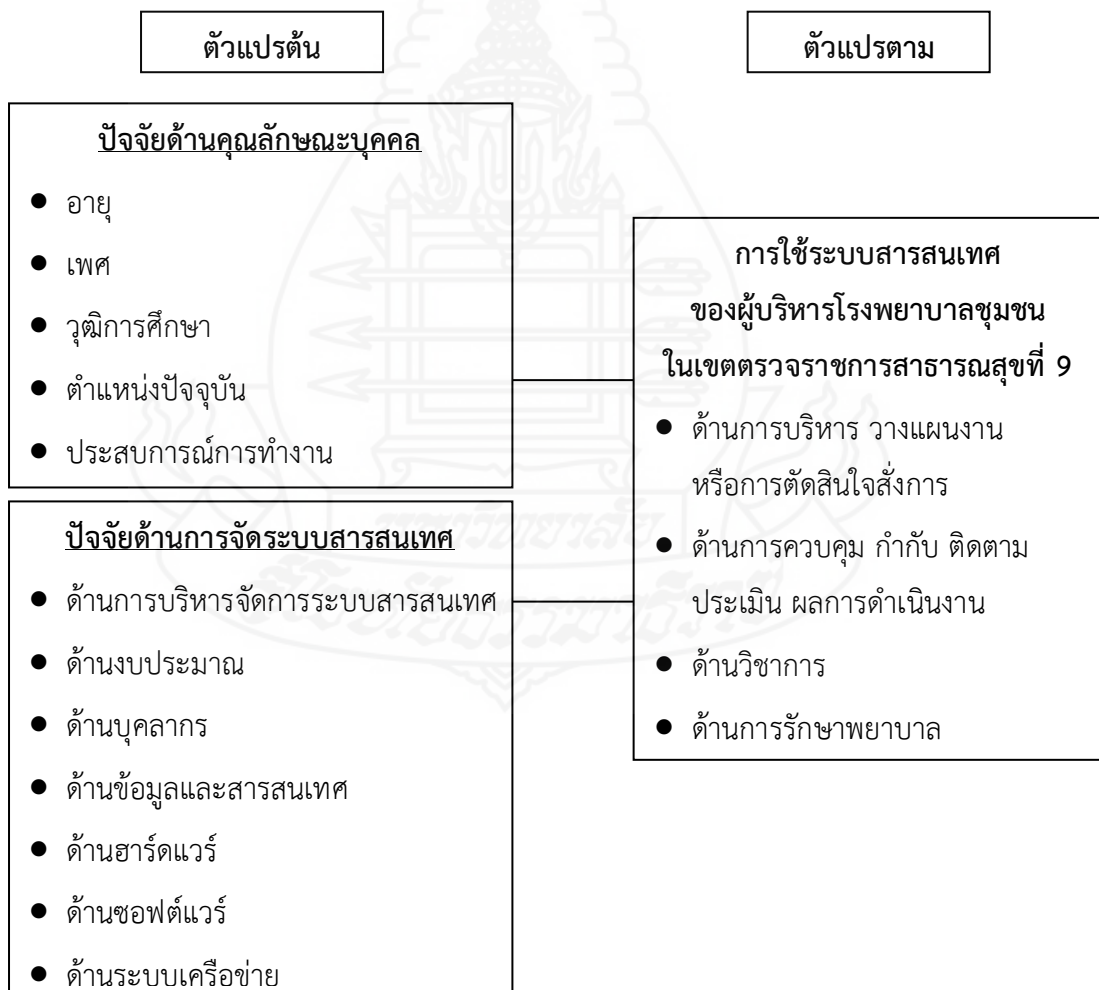 ตัวแปรต้น
ตัวแปรตาม
ปัจจัยด้านคุณลักษณะบุคคล
● อายุ
● เพศ
● วุฒิการศึกษา
● ตำแหน่งปัจจุบัน
● ประสบการณ์การทำงาน
ปัจจัยด้านการจัดระบบสารสนเทศ
● ด้านการบริหารจัดการระบบสารสนเทศ
● ด้านงบประมาณ
● ด้านบุคลากร
● ด้านข้อมูลและสารสนเทศ
● ด้านฮาร์ดแวร์
● ด้านซอฟต์แวร์
● ด้านระบบเครือข่าย
การใช้ระบบสารสนเทศ
ของผู้บริหารโรงพยาบาลชุมชน
ในเขตตรวจราชการสาธารณสุขที่ 9
● ด้านการบริหาร วางแผนงาน
หรือการตัดสินใจสั่งการ
● ด้านการควบคุม กำกับ ติดตาม
ประเมิน ผลการดำเนินงาน
● ด้านวิชาการ
● ด้านการรักษาพยาบาล